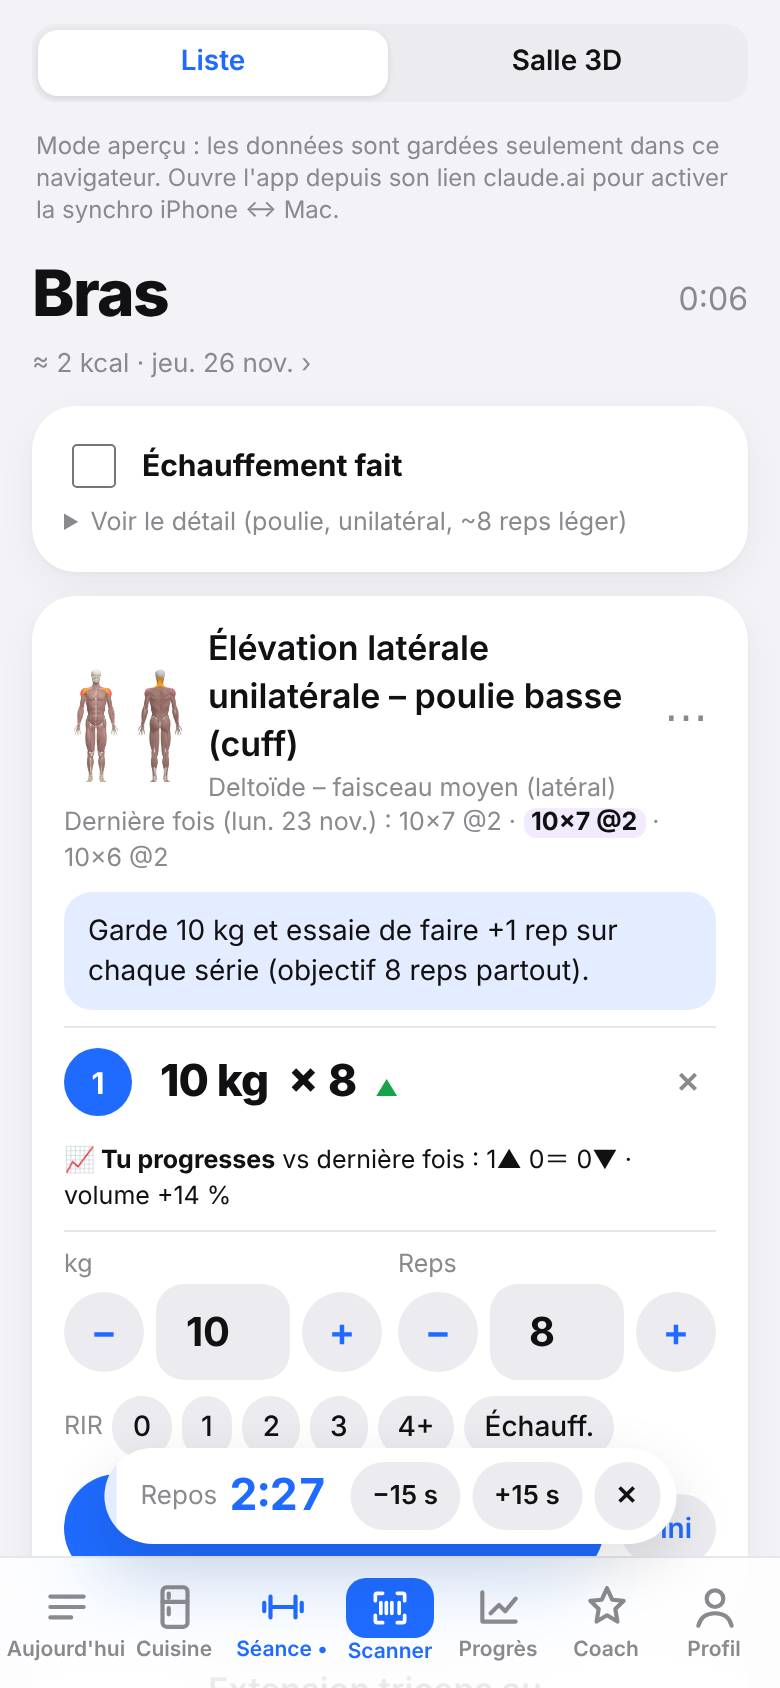 Liste
Salle 3D
Mode aperçu : les données sont gardées seulement dans ce
navigateur. Ouvre l'app depuis son lien claude.ai pour activer
la synchro iPhone ↔ Mac.
Bras
0:06
≈ 2 kcal · jeu. 26 nov. ›
Échauffement fait
▶ Voir le détail (poulie, unilatéral, ~8 reps léger)
Élévation latérale
unilatérale – poulie basse
(cuff)
...
Deltoïde – faisceau moyen (latéral)
Dernière fois (lun. 23 nov.) : 10×7 @2 · 10×7 @2 ·
10×6 @2
Garde 10 kg et essaie de faire +1 rep sur
chaque série (objectif 8 reps partout).
1 10 kg × 8 ▲ ×
📈 Tu progresses vs dernière fois : 1▲ 0= 0▼ ·
volume +14 %
kg Reps
− 10 + − 8 +
RIR 0 1 2 3 4+ Échauff.
Repos 2:27 −15 s +15 s ×
Aujourd'hui Cuisine Séance • Scanner Progrès Coach Profil